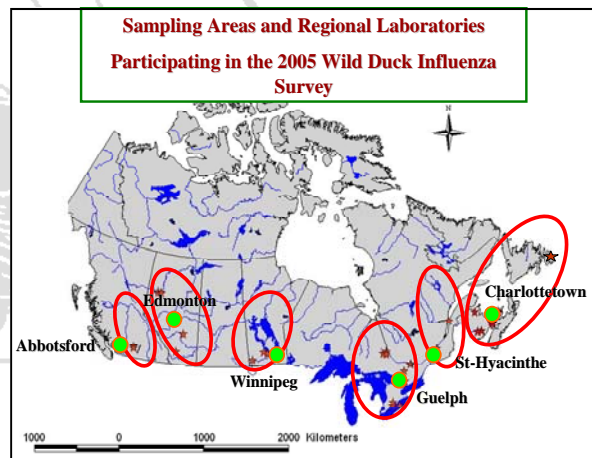 Sampling Areas and Regional Laboratories
Participating in the 2005 Wild Duck Influenza
Survey
N
Edmonton
Charlottetown
Abbotsford
St-Hyacinthe
Winnipeg
Guelph
1000 0 1000 2000 Kilometers